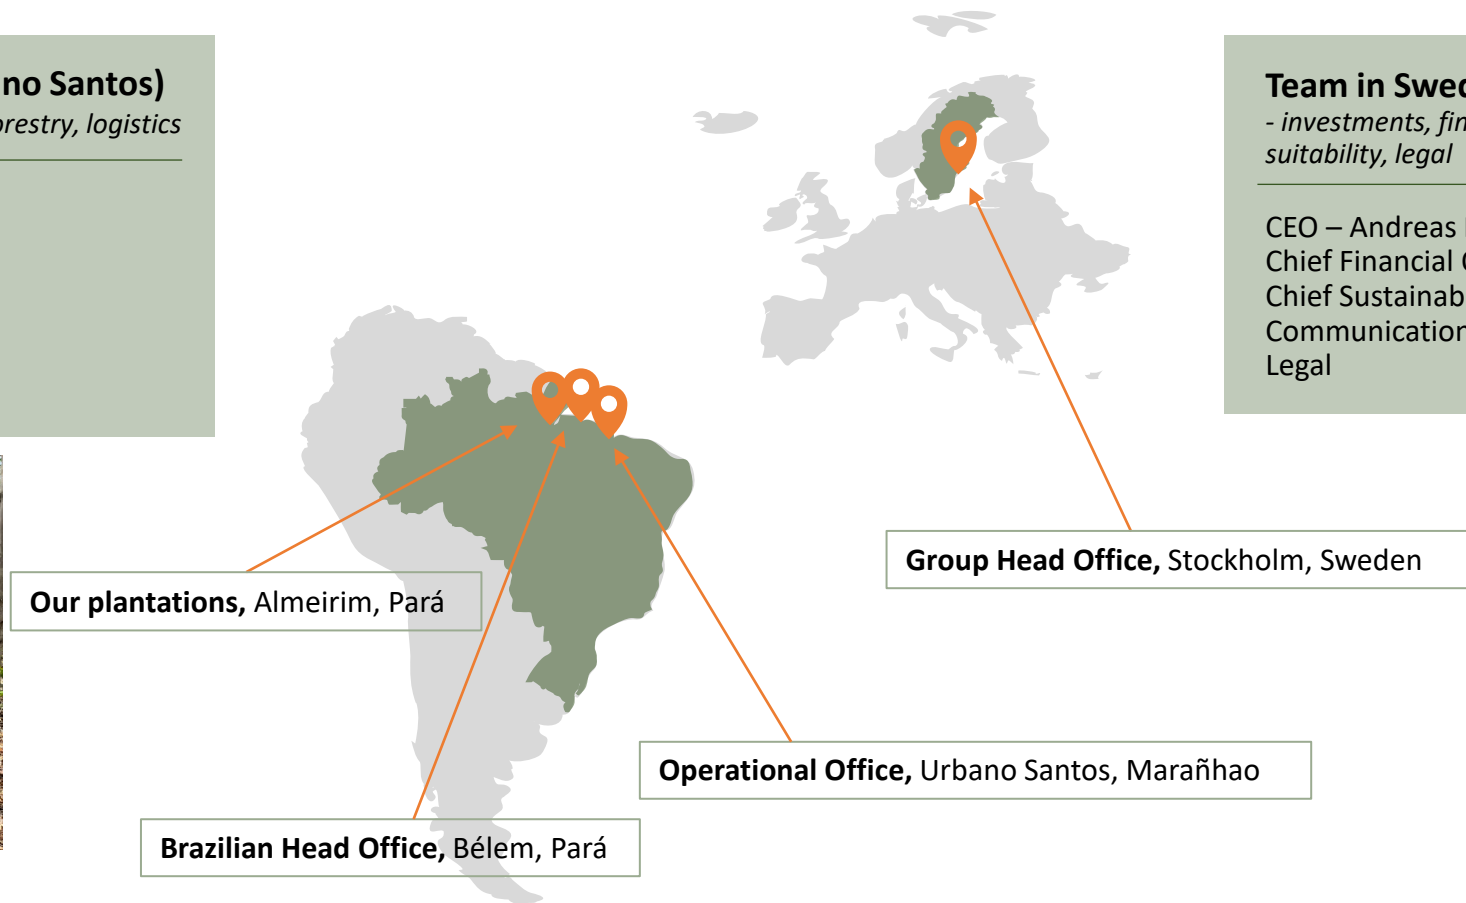 no Santos)
orestry, logistics
Team in Swed
- investments, fin
suitability, legal
CEO – Andreas
Chief Financial
Chief Sustainab
Communication
Legal
Group Head Office, Stockholm, Sweden
Our plantations, Almeirim, Pará
Operational Office, Urbano Santos, Marañhao
Brazilian Head Office, Bélem, Pará